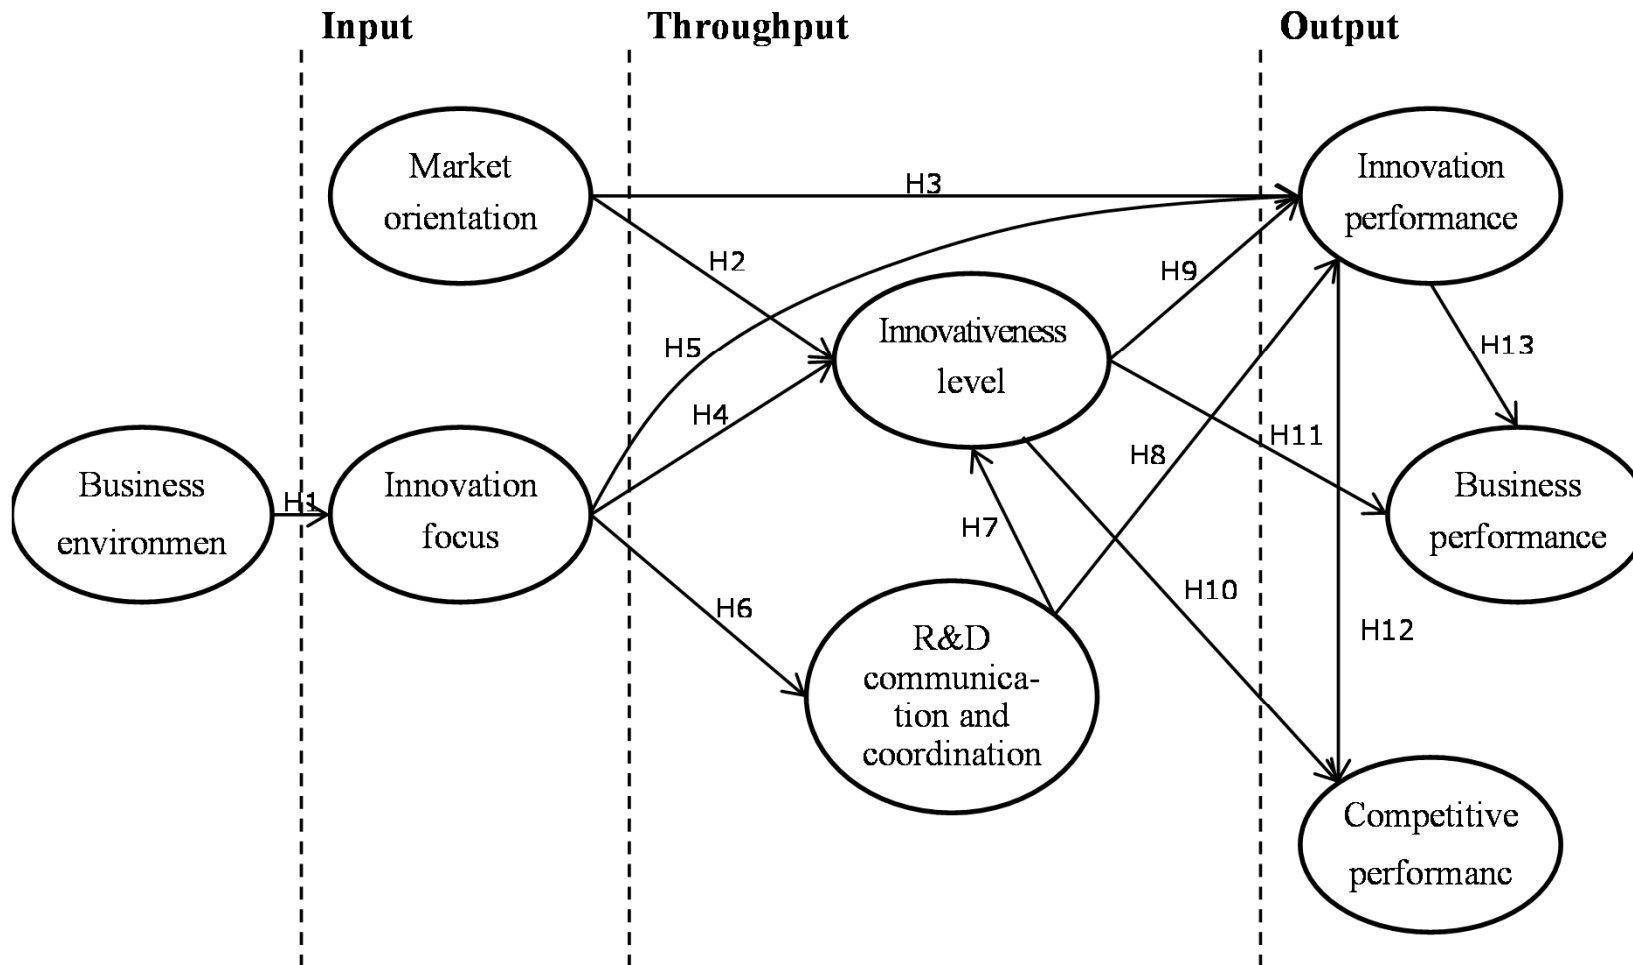 Input
Throughput
Output
Market
orientation
Innovation
performance
H3
H2
H9
Innovativeness
level
H5
H13
H4
H11
H8
Business
environmen
H1
Innovation
focus
Business
performance
H7
H10
H6
H12
R&D
communica-
tion and
coordination
Competitive
performanc